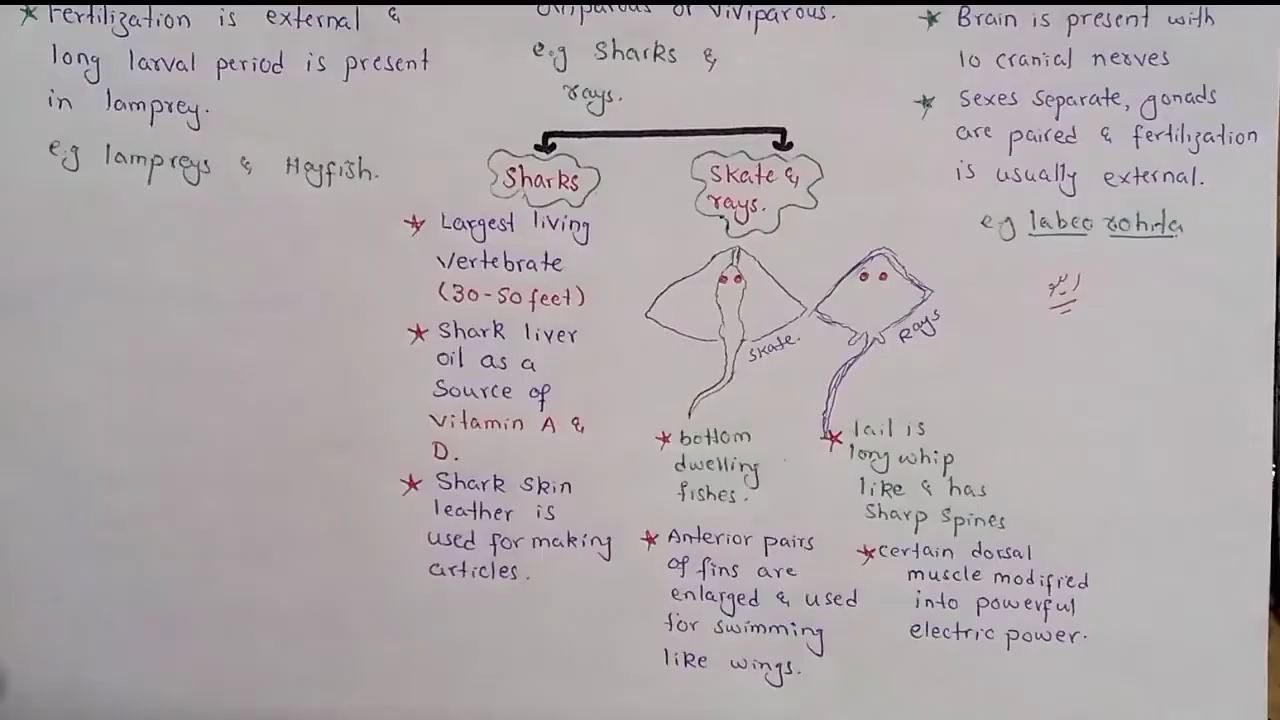 * Fertilization is external &
long larval period is present
in lamprey.
e.g lampreys & Hagfish.
Oviparous or viviparous.
e.g Sharks &
rays.
Sharks
* Largest living
vertebrate
(30-50 feet)
* Shark liver
oil as a
source of
vitamin A &
D.
* Shark skin
leather is
used for making
articles.
Skate &
rays.
Skate.
Rays
* bottom
dwelling
fishes.
* Anterior pairs
of fins are
enlarged & used
for swimming
like wings.
* Tail is
long whip
like & has
sharp spines
* certain dorsal
muscle modified
into powerful
electric power.
* Brain is present with
10 cranial nerves
* Sexes separate, gonads
are paired & fertilization
is usually external.
e.g labeo rohita